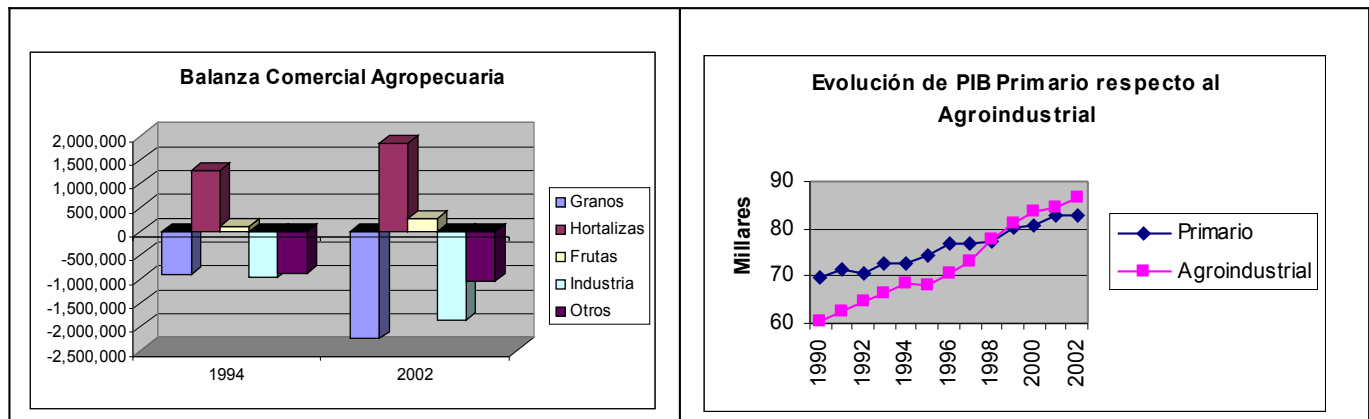 Balanza Comercial Agropecuaria
2,000,000
1,500,000
1,000,000
500,000
0
-500,000
-1,000,000
-1,500,000
-2,000,000
-2,500,000
1994
2002
Granos
Hortalizas
Frutas
Industria
Otros
Evolución de PIB Primario respecto al
Agroindustrial
Millares
90
80
70
60
1990
1992
1994
1996
1998
2000
2002
Primario
Agroindustrial